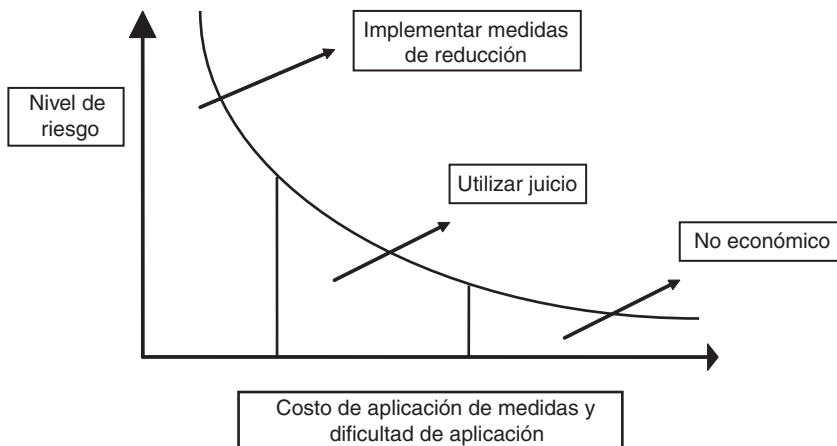 Implementar medidas
de reducción
Nivel de
riesgo
Utilizar juicio
No económico
Costo de aplicación de medidas y
dificultad de aplicación